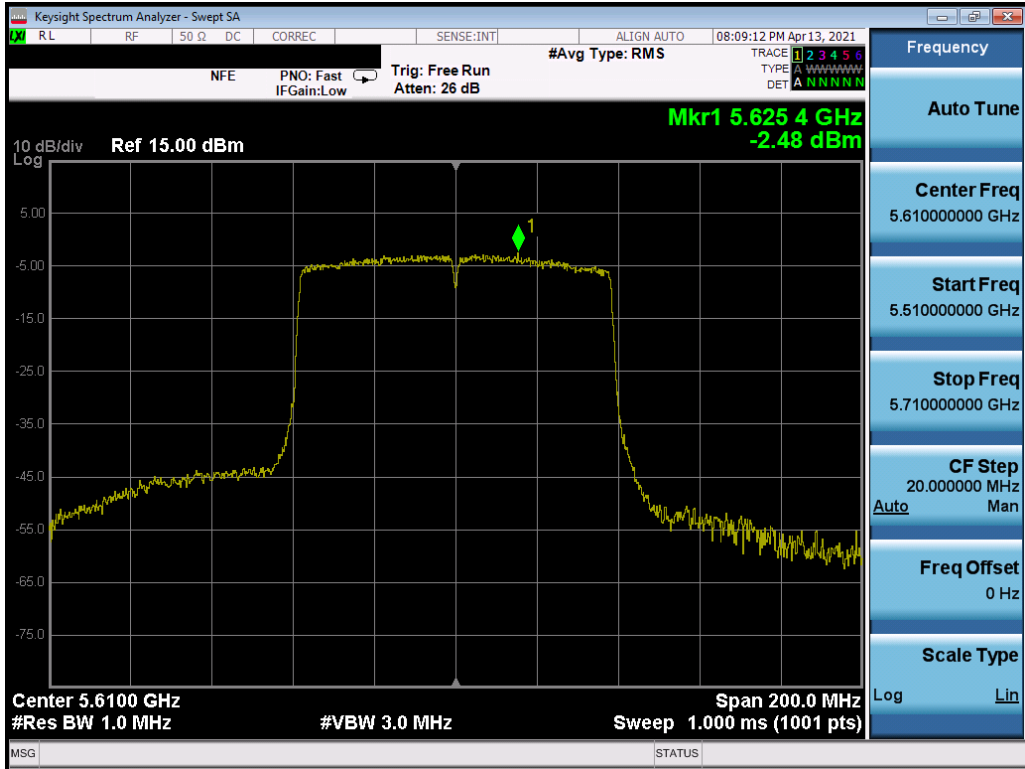 Keysight Spectrum Analyzer - Swept SA
LXI RL RF 50 Ω DC CORREC SENSE:INT ALIGN AUTO 08:09:12 PM Apr 13, 2021
NFE PNO: Fast IFGain:Low
Trig: Free Run
Atten: 26 dB
#Avg Type: RMS
TRACE 1 2 3 4 5 6
TYPE A WWWWW
DET A N N N N N
Mkr1 5.625 4 GHz
-2.48 dBm
10 dB/div Ref 15.00 dBm
Log
1
5.00
-5.00
-15.0
-25.0
-35.0
-45.0
-55.0
-65.0
-75.0
Center 5.6100 GHz Span 200.0 MHz
#Res BW 1.0 MHz #VBW 3.0 MHz Sweep 1.000 ms (1001 pts)
MSG STATUS
Frequency
Auto Tune
Center Freq
5.610000000 GHz
Start Freq
5.510000000 GHz
Stop Freq
5.710000000 GHz
CF Step
20.000000 MHz
Auto Man
Freq Offset
0 Hz
Scale Type
Log Lin